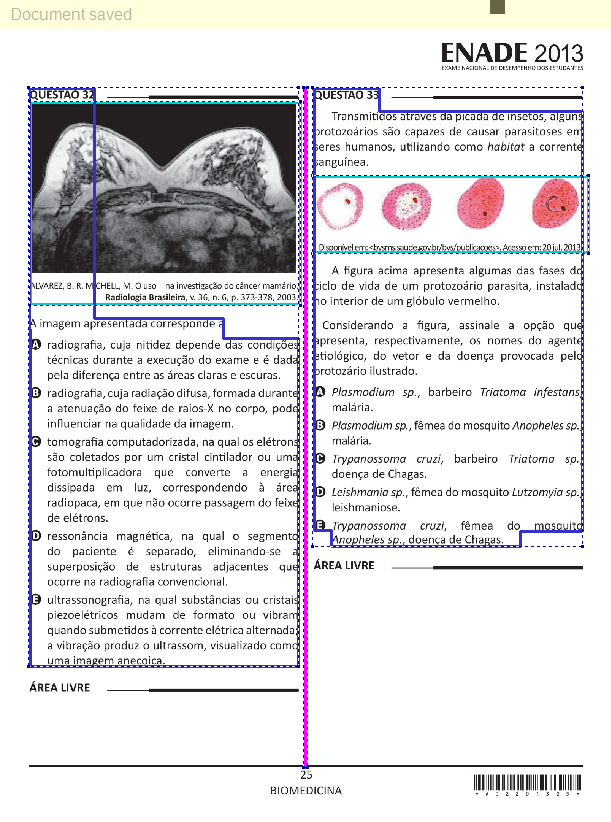 Document saved
ENADE 2013
EXAME NACIONAL DE DESEMPENHO DOS ESTUDANTES
QUESTÃO 32
ALVAREZ, B. R. MICHELL, M. O uso na investigação do câncer mamário.
Radiologia Brasileira, v. 36, n. 6, p. 373-378, 2003.
A imagem apresentada corresponde a
A radiografia, cuja nitidez depende das condições
técnicas durante a execução do exame e é dada
pela diferença entre as áreas claras e escuras.
B radiografia, cuja radiação difusa, formada durante
a atenuação do feixe de raios-X no corpo, pode
influenciar na qualidade da imagem.
C tomografia computadorizada, na qual os elétrons
são coletados por um cristal cintilador ou uma
fotomultiplicadora que converte a energia
dissipada em luz, correspondendo à área
radiopaca, em que não ocorre passagem do feixe
de elétrons.
D ressonância magnética, na qual o segmento
do paciente é separado, eliminando-se a
superposição de estruturas adjacentes que
ocorre na radiografia convencional.
E ultrassonografia, na qual substâncias ou cristais
piezoelétricos mudam de formato ou vibram
quando submetidos à corrente elétrica alternada;
a vibração produz o ultrassom, visualizado como
uma imagem anecoica.
ÁREA LIVRE
QUESTÃO 33
Transmitidos através da picada de insetos, alguns
protozoários são capazes de causar parasitoses em
seres humanos, utilizando como habitat a corrente
sanguínea.
Disponível em: <bvsms.saude.gov.br/bvs/publicacoes>. Acesso em: 20 jul. 2013.
A figura acima apresenta algumas das fases do
ciclo de vida de um protozoário parasita, instalado
no interior de um glóbulo vermelho.
Considerando a figura, assinale a opção que
apresenta, respectivamente, os nomes do agente
etiológico, do vetor e da doença provocada pelo
protozário ilustrado.
A Plasmodium sp., barbeiro Triatoma infestans,
malária.
B Plasmodium sp., fêmea do mosquito Anopheles sp.,
malária.
C Trypanossoma cruzi, barbeiro Triatoma sp.,
doença de Chagas.
D Leishmania sp., fêmea do mosquito Lutzomyia sp.,
leishmaniose.
E Trypanossoma cruzi, fêmea do mosquito
Anopheles sp., doença de Chagas.
ÁREA LIVRE
25
BIOMEDICINA